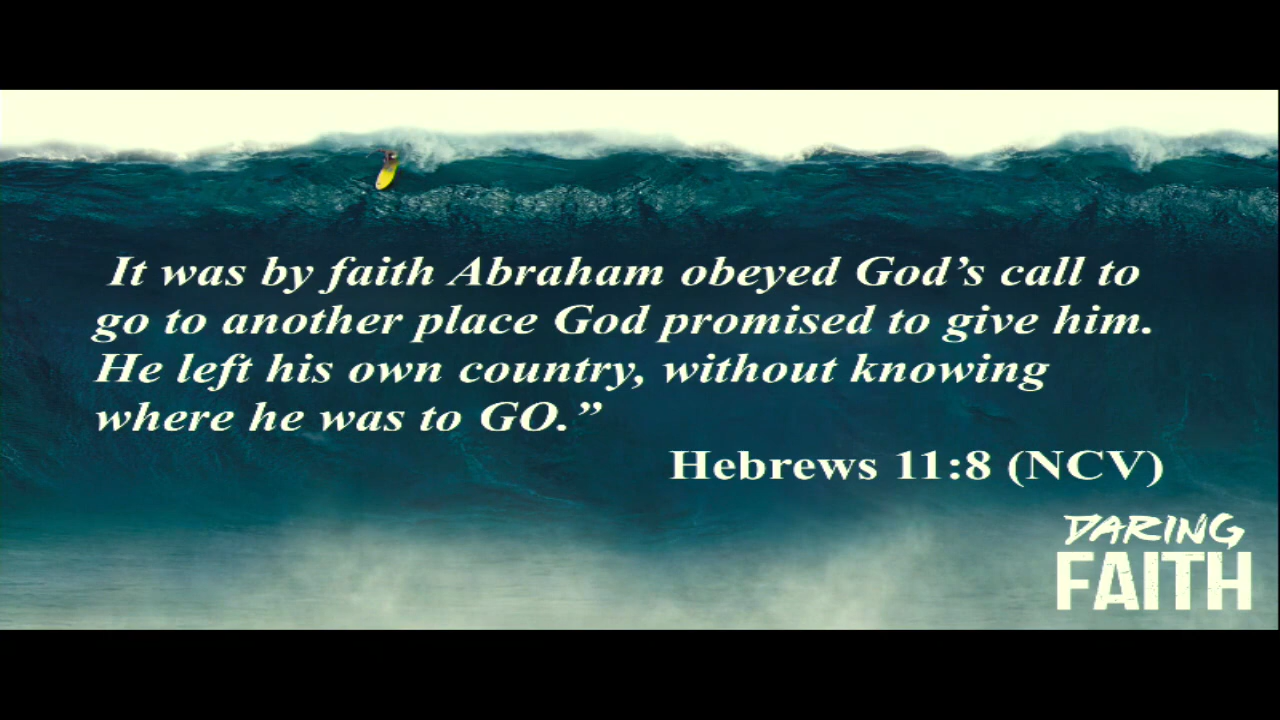 It was by faith Abraham obeyed God’s call to
go to another place God promised to give him.
He left his own country, without knowing
where he was to GO.”
Hebrews 11:8 (NCV)
DARING
FAITH